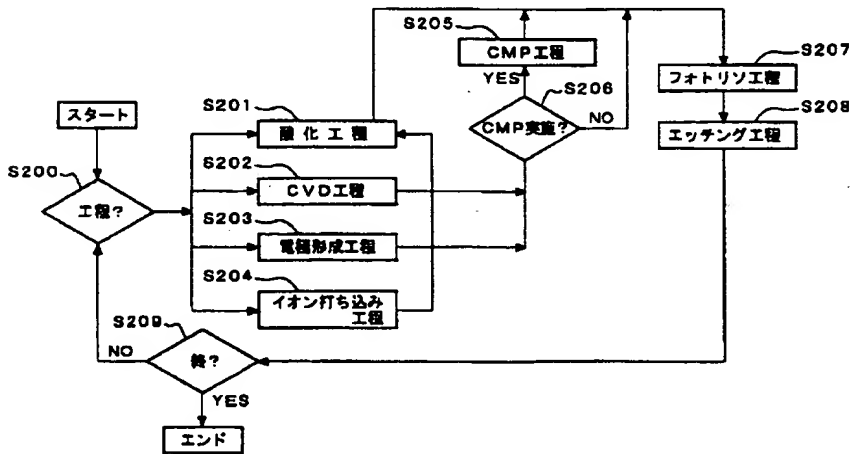 S205
CMP工程
S207
YES
S206
フォトリソ工程
スタート
S201
S208
酸化工程
CMP実施?
NO
エッチング工程
S200
S202
工程?
CVD工程
S203
電極形成工程
S204
イオン打ち込み
工程
S209
NO
終?
YES
エンド